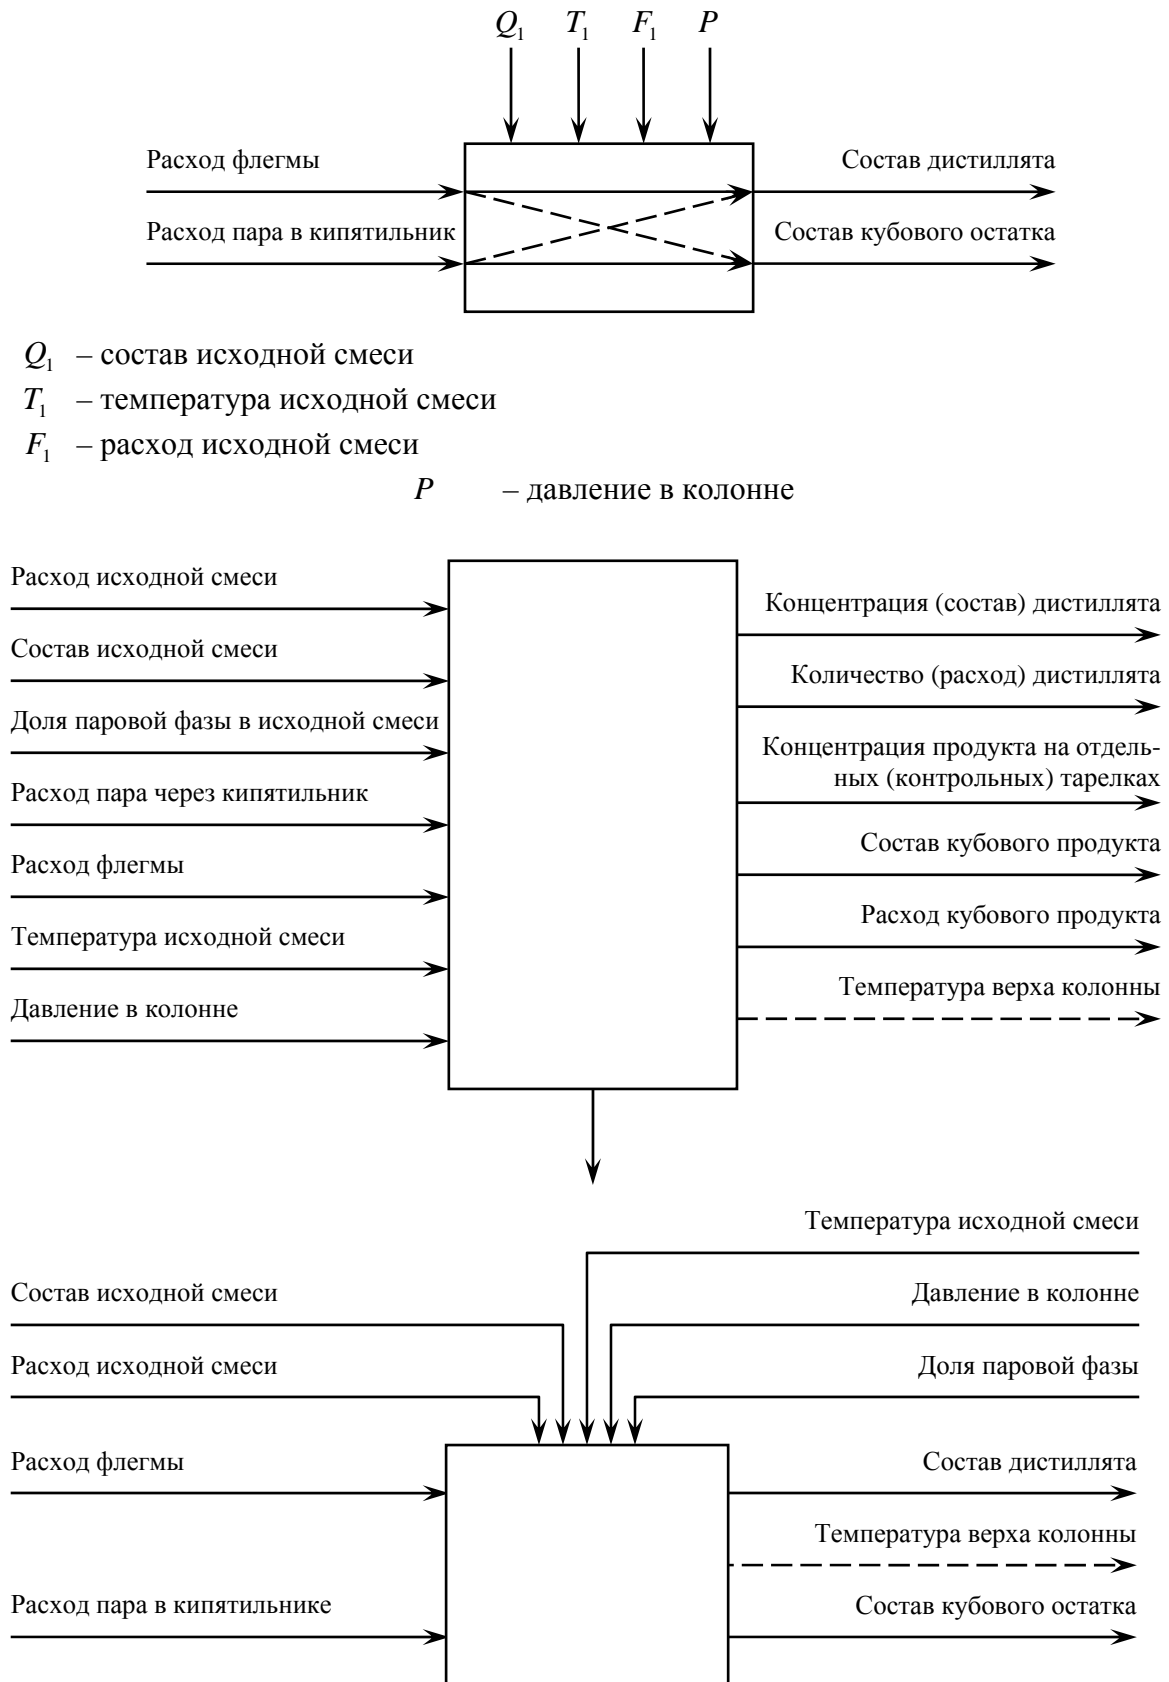 Q₁ T₁ F₁ P
Расход флегмы
Состав дистиллята
Расход пара в кипятильник
Состав кубового остатка
Q₁ – состав исходной смеси
T₁ – температура исходной смеси
F₁ – расход исходной смеси
P – давление в колонне
Расход исходной смеси
Состав исходной смеси
Доля паровой фазы в исходной смеси
Расход пара через кипятильник
Расход флегмы
Температура исходной смеси
Давление в колонне
Концентрация (состав) дистиллята
Количество (расход) дистиллята
Концентрация продукта на отдель-
ных (контрольных) тарелках
Состав кубового продукта
Расход кубового продукта
Температура верха колонны
Температура исходной смеси
Состав исходной смеси
Давление в колонне
Расход исходной смеси
Доля паровой фазы
Расход флегмы
Состав дистиллята
Температура верха колонны
Расход пара в кипятильнике
Состав кубового остатка